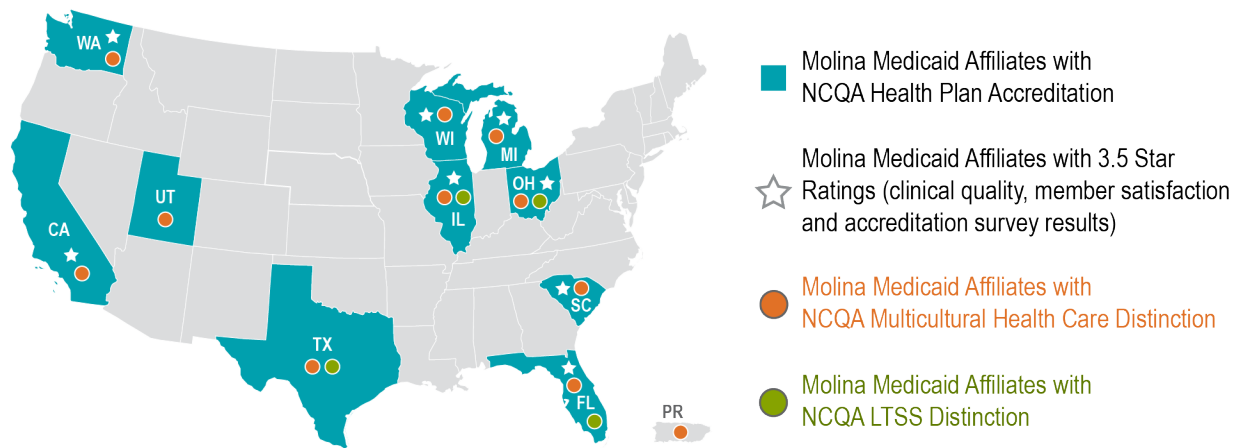 WA
WI
MI
UT
OH
IL
CA
SC
TX
FL
PR
Molina Medicaid Affiliates with
NCQA Health Plan Accreditation
Molina Medicaid Affiliates with 3.5 Star
Ratings (clinical quality, member satisfaction
and accreditation survey results)
Molina Medicaid Affiliates with
NCQA Multicultural Health Care Distinction
Molina Medicaid Affiliates with
NCQA LTSS Distinction